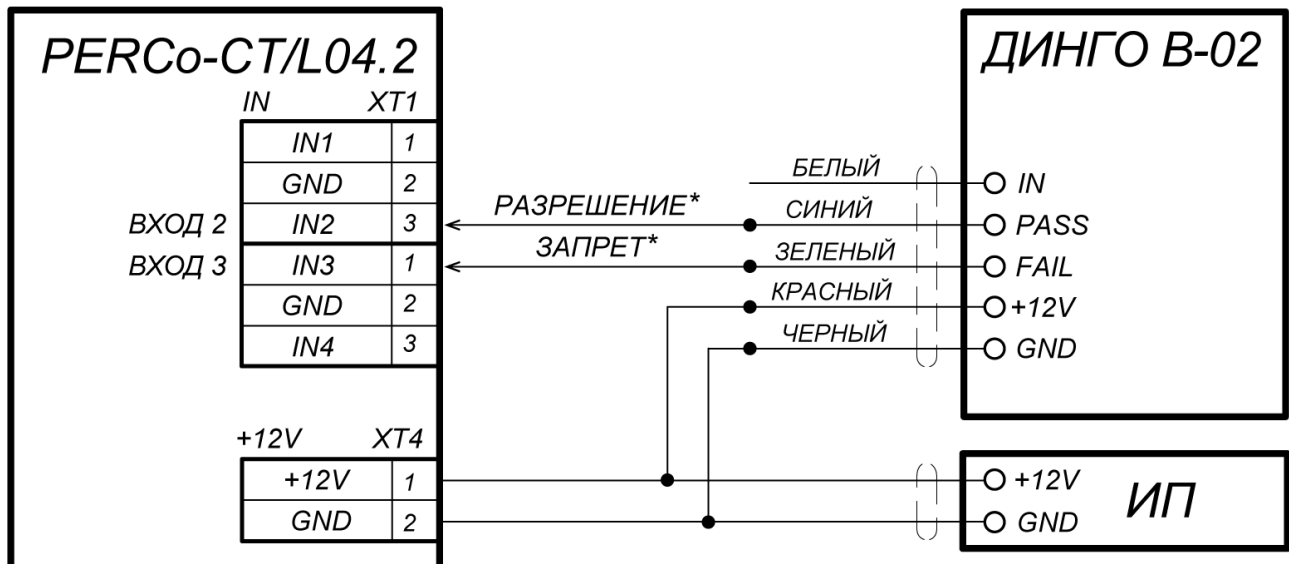 PERCo-CT/L04.2
IN XT1
IN1 1
GND 2
ВХОД 2 IN2 3
ВХОД 3 IN3 1
GND 2
IN4 3
+12V XT4
+12V 1
GND 2
РАЗРЕШЕНИЕ*
ЗАПРЕТ*
БЕЛЫЙ
СИНИЙ
ЗЕЛЕНЫЙ
КРАСНЫЙ
ЧЕРНЫЙ
ДИНГО В-02
IN
PASS
FAIL
+12V
GND
+12V
GND
ИП